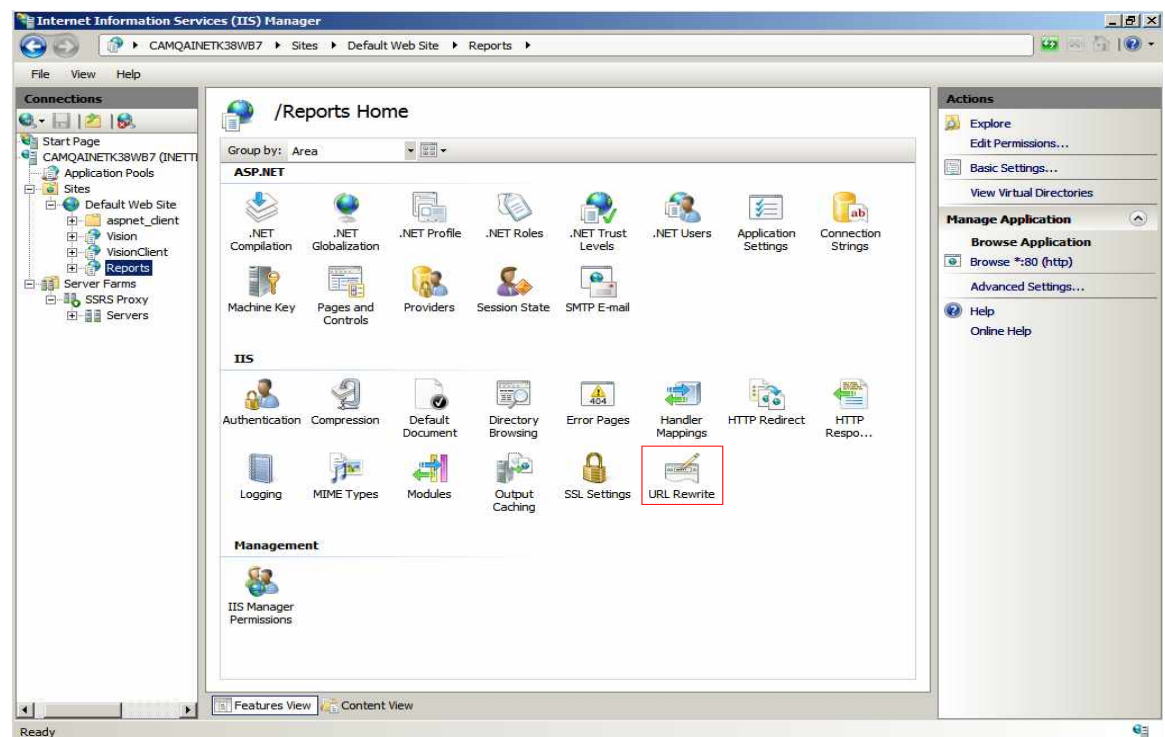 Internet Information Services (IIS) Manager
CAMQAINETK38WB7 Sites Default Web Site Reports
File View Help
Connections
Start Page
CAMQAINETK38WB7 (INETTI
Application Pools
Sites
Default Web Site
aspnet_client
Vision
VisionClient
Reports
Server Farms
SSRS Proxy
Servers
/Reports Home
Group by: Area
ASP.NET
.NET Compilation
.NET Globalization
.NET Profile
.NET Roles
.NET Trust Levels
.NET Users
Application Settings
ab
Connection Strings
Machine Key
Pages and Controls
Providers
Session State
SMTP E-mail
IIS
Authentication
Compression
Default Document
Directory Browsing
404
Error Pages
Handler Mappings
HTTP Redirect
HTTP Respo...
Logging
MIME Types
Modules
Output Caching
SSL Settings
URL Rewrite
Management
IIS Manager Permissions
Features View
Content View
Actions
Explore
Edit Permissions...
Basic Settings...
View Virtual Directories
Manage Application
Browse Application
Browse *:80 (http)
Advanced Settings...
Help
Online Help
Ready